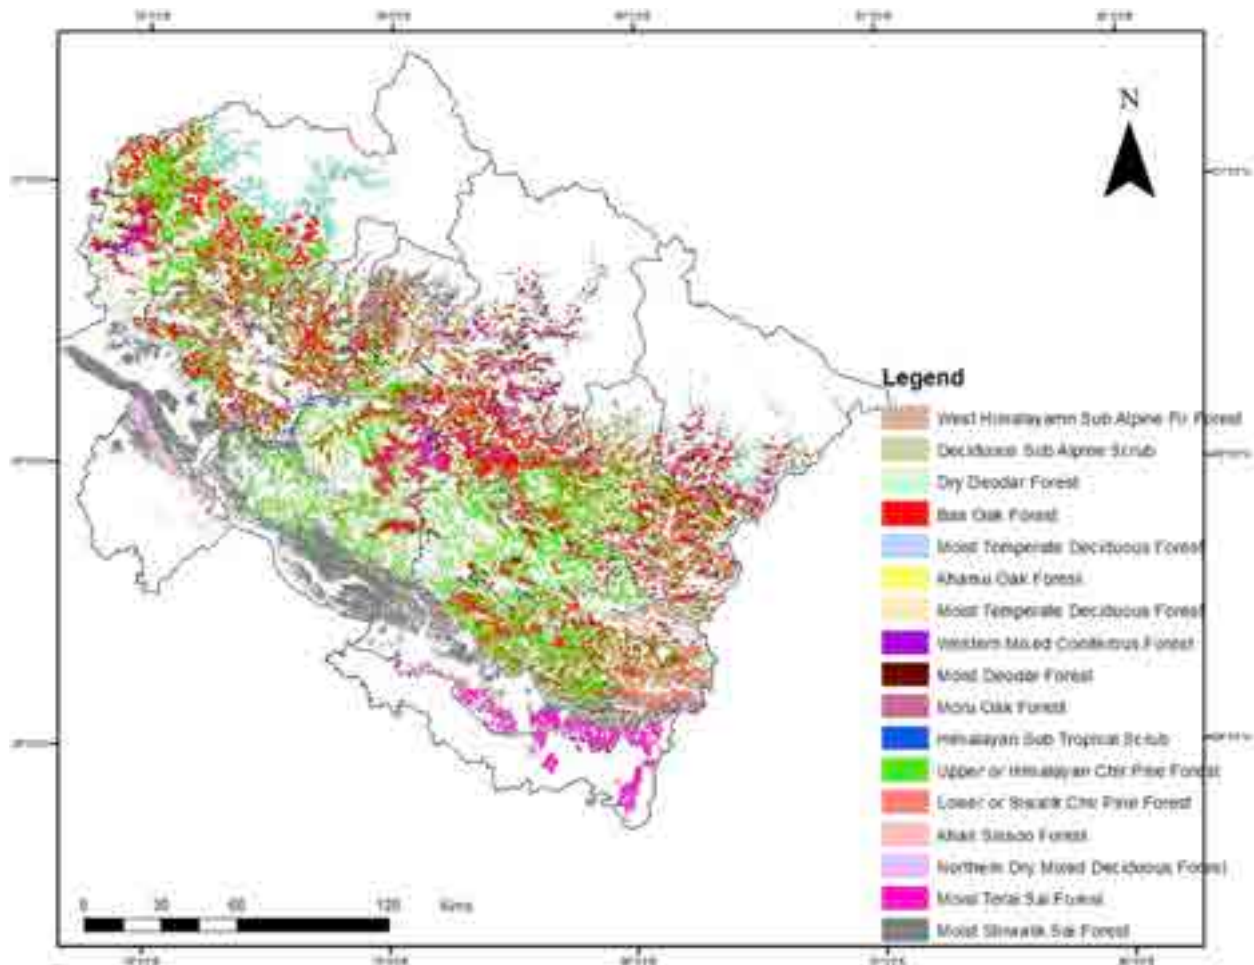 N
Legend
West Himalayamn Sub Alpine Fir Forest
Deciduous Sub Alpine Scrub
Dry Deodar Forest
Ban Oak Forest
Moist Temperate Deciduous Forest
Kharsu Oak Forest
Moist Temperate Deciduous Forest
Western Mixed Coniferous Forest
Moist Deodar Forest
Moru Oak Forest
Himalayan Sub Tropical Scrub
Upper or Himalayan Chir Pine Forest
Lower or Siwalik Chir Pine Forest
Khair Sissoo Forest
Northern Dry Mixed Deciduous Forest
Moist Terai Sal Forest
Moist Shiwalik Sal Forest
0 30 60 120 Kms